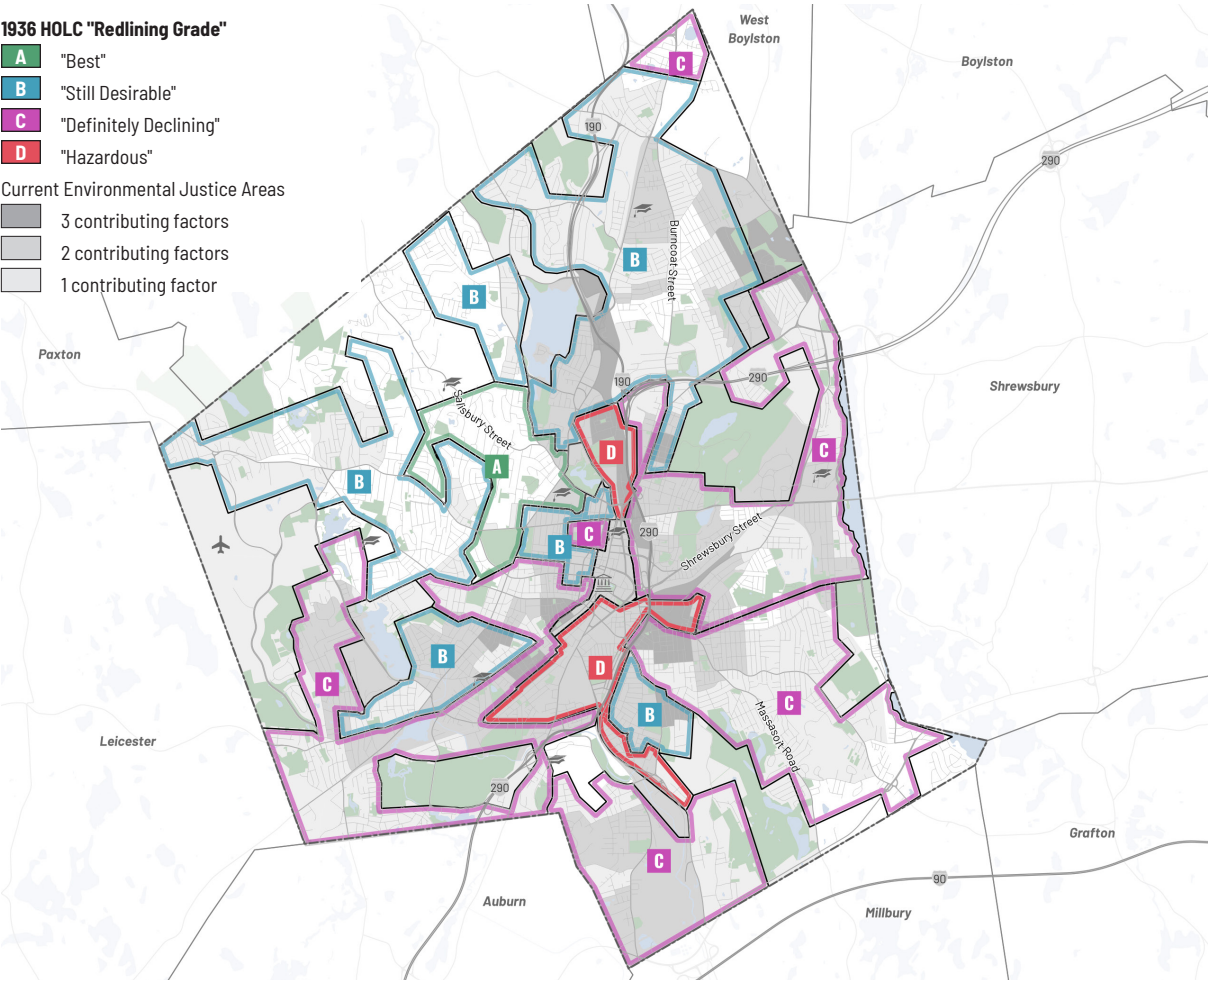 1936 HOLC "Redlining Grade"
A "Best"
B "Still Desirable"
C "Definitely Declining"
D "Hazardous"
Current Environmental Justice Areas
3 contributing factors
2 contributing factors
1 contributing factor
West
Boylston
Boylston
C
190
290
Burncoat Street
B
B
Paxton
190
290
Shrewsbury
Salisbury Street
D
C
A
B
C
290
B
Shrewsbury Street
B
D
C
C
B
Massasoit Road
Leicester
290
Grafton
C
90
Auburn
Millbury